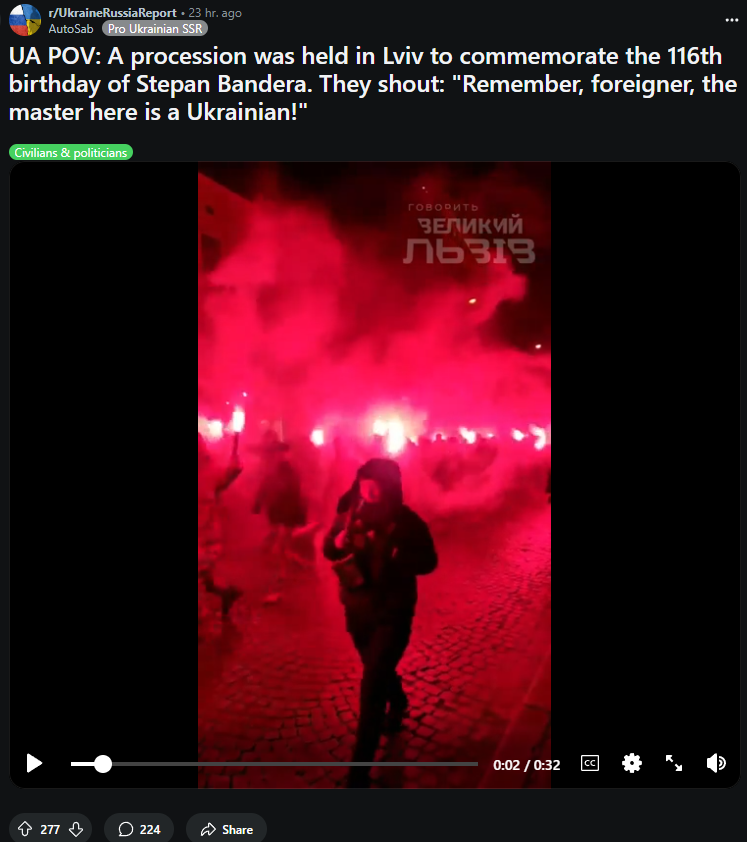 r/UkraineRussiaReport • 23 hr. ago
AutoSab Pro Ukrainian SSR
UA POV: A procession was held in Lviv to commemorate the 116th
birthday of Stepan Bandera. They shout: "Remember, foreigner, the
master here is a Ukrainian!"
Civilians & politicians
ГОВОРИТЬ
ВЕЛИКИЙ
ЛЬВІВ
0:02 / 0:32
CC
277
224
Share